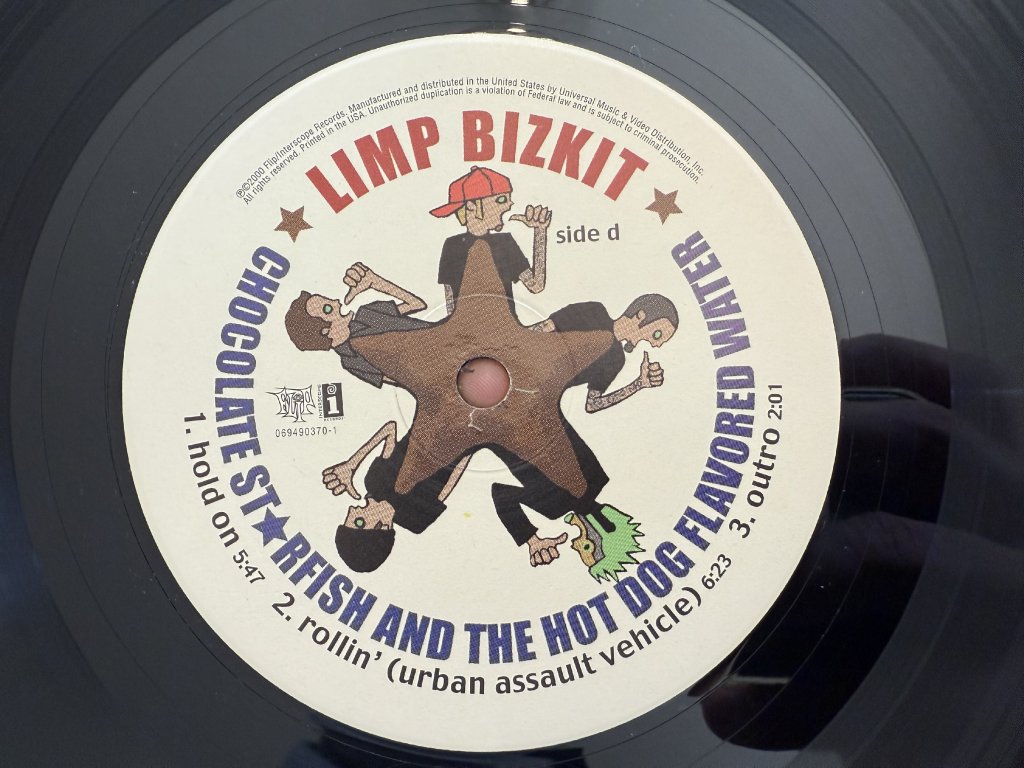 ℗©2000 Flip/Interscope Records. Manufactured and distributed in the United States by Universal Music & Video Distribution, Inc.
All rights reserved. Printed in the USA. Unauthorized duplication is a violation of Federal law and is subject to criminal prosecution.
LIMP BIZKIT
side d
CHOCOLATE ST★RFISH AND THE HOT DOG FLAVORED WATER
FLIP
INTERSCOPE
RECORDS
069490370-1
1. hold on 5:47
2. rollin' (urban assault vehicle) 6:23
3. outro 2:01